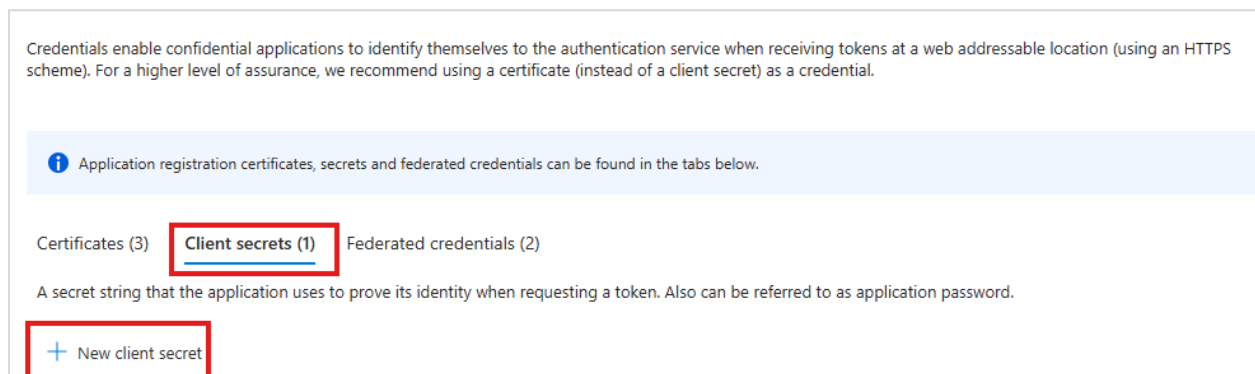 Credentials enable confidential applications to identify themselves to the authentication service when receiving tokens at a web addressable location (using an HTTPS
scheme). For a higher level of assurance, we recommend using a certificate (instead of a client secret) as a credential.
Application registration certificates, secrets and federated credentials can be found in the tabs below.
Certificates (3) Client secrets (1) Federated credentials (2)
A secret string that the application uses to prove its identity when requesting a token. Also can be referred to as application password.
New client secret